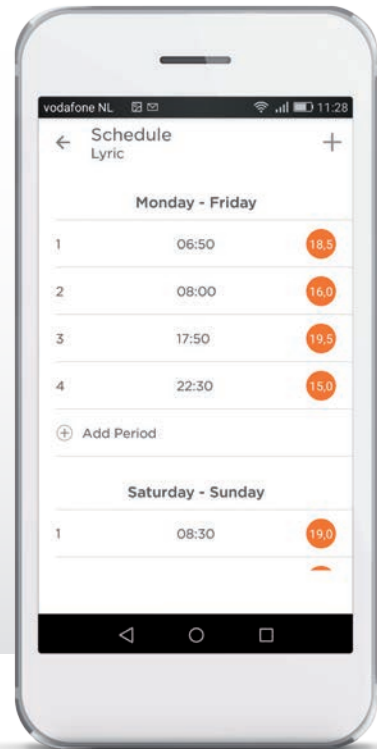 vodafone NL 11:28
Schedule
Lyric
Monday - Friday
1 06:50 18,5
2 08:00 16,0
3 17:50 19,5
4 22:30 15,0
Add Period
Saturday - Sunday
1 08:30 19,0